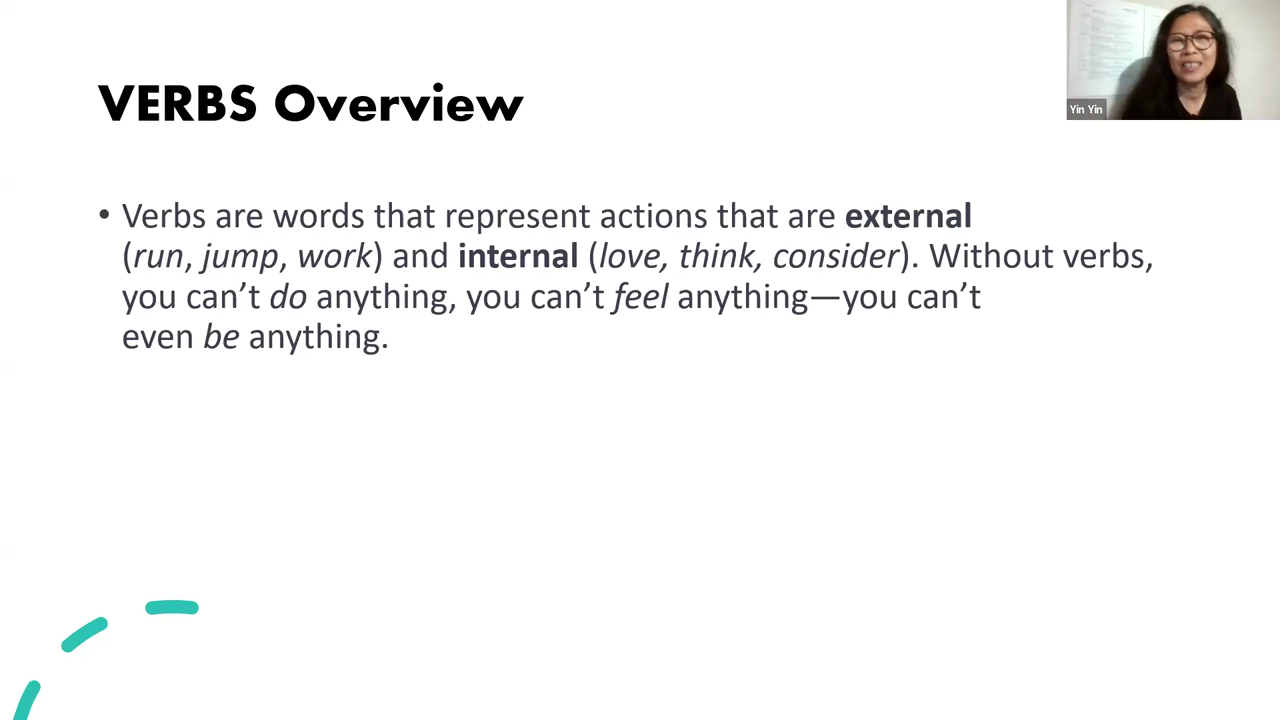 VERBS Overview
Yin Yin
• Verbs are words that represent actions that are external
(run, jump, work) and internal (love, think, consider). Without verbs,
you can’t do anything, you can’t feel anything—you can’t
even be anything.